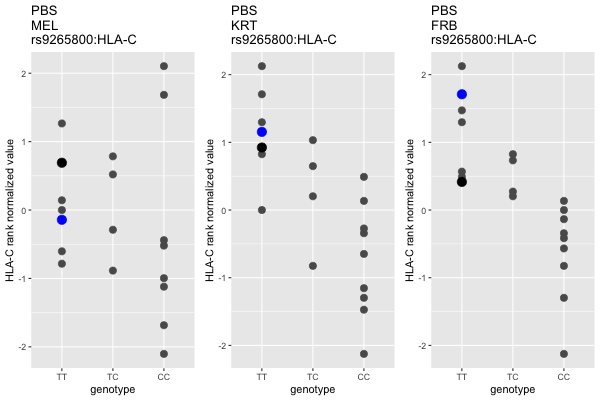 PBS
MEL
rs9265800:HLA-C
HLA-C rank normalized value
2
1
0
-1
-2
TT TC CC
genotype
PBS
KRT
rs9265800:HLA-C
HLA-C rank normalized value
2
1
0
-1
-2
TT TC CC
genotype
PBS
FRB
rs9265800:HLA-C
HLA-C rank normalized value
2
1
0
-1
-2
TT TC CC
genotype